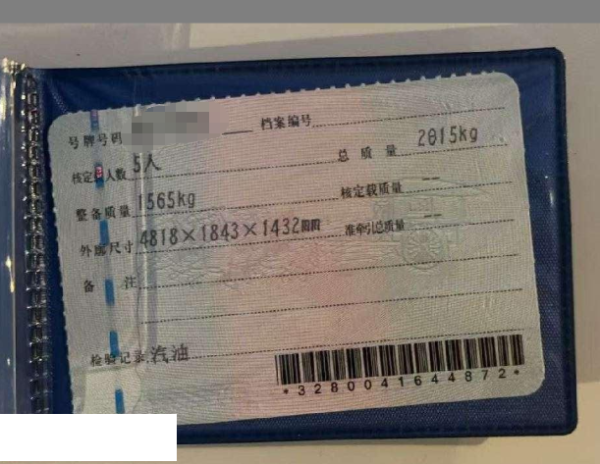 号牌号码 档案编号
核定人数 5人 总质量 2015kg
整备质量 1565kg 核定载质量 --
外廓尺寸 4818×1843×1432mm 准牵引总质量 --
备注
检验记录 汽油
*3280041644872*